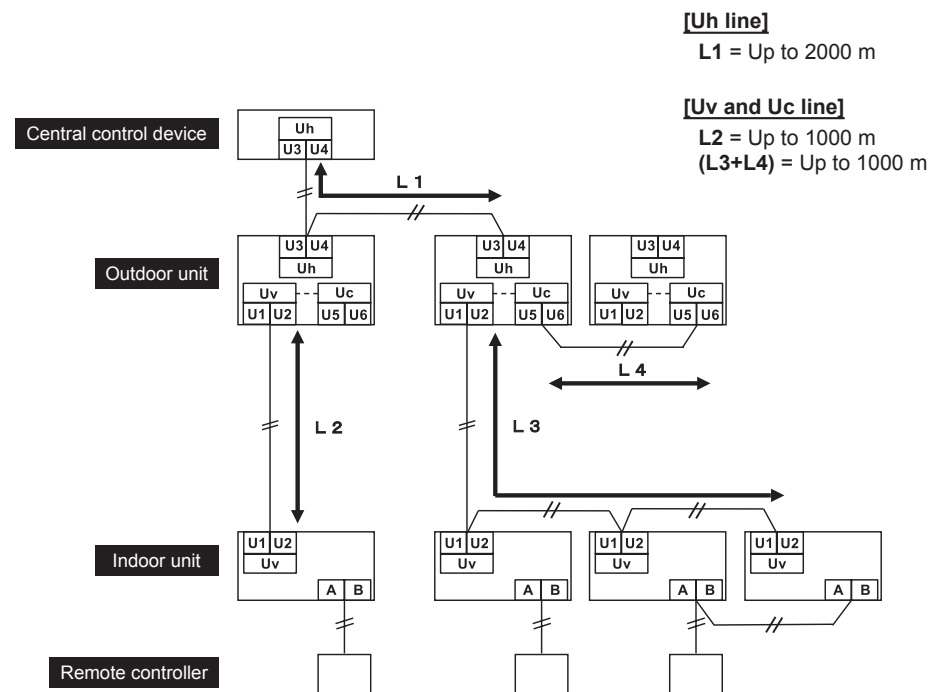 [Uh line]
L1 = Up to 2000 m
[Uv and Uc line]
L2 = Up to 1000 m
(L3+L4) = Up to 1000 m
Central control device
Uh
U3 U4
L 1
Outdoor unit
U3 U4
Uh
Uv Uc
U1 U2 U5 U6
U3 U4
Uh
Uv Uc
U1 U2 U5 U6
U3 U4
Uh
Uv Uc
U1 U2 U5 U6
L 4
L 2
L 3
Indoor unit
U1 U2
Uv
A B
U1 U2
Uv
A B
U1 U2
Uv
A B
U1 U2
Uv
A B
Remote controller